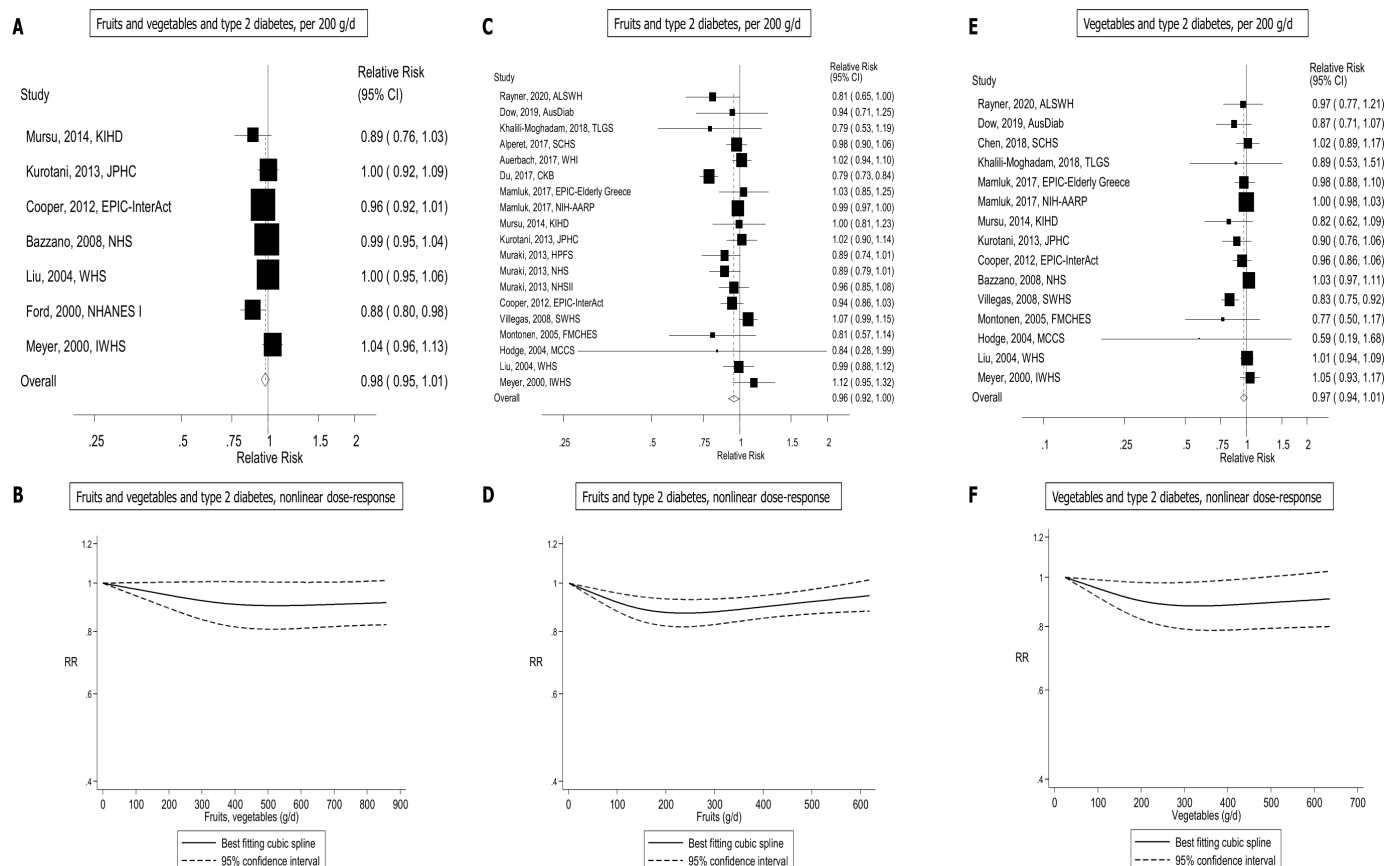 A
Fruits and vegetables and type 2 diabetes, per 200 g/d
Relative Risk
Study
(95% CI)
Mursu, 2014, KIHD 0.89 ( 0.76, 1.03)
Kurotani, 2013, JPHC 1.00 ( 0.92, 1.09)
Cooper, 2012, EPIC-InterAct 0.96 ( 0.92, 1.01)
Bazzano, 2008, NHS 0.99 ( 0.95, 1.04)
Liu, 2004, WHS 1.00 ( 0.95, 1.06)
Ford, 2000, NHANES I 0.88 ( 0.80, 0.98)
Meyer, 2000, IWHS 1.04 ( 0.96, 1.13)
Overall 0.98 ( 0.95, 1.01)
.25 .5 .75 1 1.5 2
Relative Risk
B
Fruits and vegetables and type 2 diabetes, nonlinear dose-response
1.2
1
.8
RR
.6
.4
0 100 200 300 400 500 600 700 800 900
Fruits, vegetables (g/d)
Best fitting cubic spline
95% confidence interval
C
Fruits and type 2 diabetes, per 200 g/d
Relative Risk
Study
(95% CI)
Rayner, 2020, ALSWH 0.81 ( 0.65, 1.00)
Dow, 2019, AusDiab 0.94 ( 0.71, 1.25)
Khalili-Moghadam, 2018, TLGS 0.79 ( 0.53, 1.19)
Alperet, 2017, SCHS 0.98 ( 0.90, 1.06)
Auerbach, 2017, WHI 1.02 ( 0.94, 1.10)
Du, 2017, CKB 0.79 ( 0.73, 0.84)
Mamluk, 2017, EPIC-Elderly Greece 1.03 ( 0.85, 1.25)
Mamluk, 2017, NIH-AARP 0.99 ( 0.97, 1.00)
Mursu, 2014, KIHD 1.00 ( 0.81, 1.23)
Kurotani, 2013, JPHC 1.02 ( 0.90, 1.14)
Muraki, 2013, HPFS 0.89 ( 0.74, 1.01)
Muraki, 2013, NHS 0.89 ( 0.79, 1.01)
Muraki, 2013, NHSII 0.96 ( 0.85, 1.08)
Cooper, 2012, EPIC-InterAct 0.94 ( 0.86, 1.03)
Villegas, 2008, SWHS 1.07 ( 0.99, 1.15)
Montonen, 2005, FMCHES 0.81 ( 0.57, 1.14)
Hodge, 2004, MCCS 0.84 ( 0.28, 1.99)
Liu, 2004, WHS 0.99 ( 0.88, 1.12)
Meyer, 2000, IWHS 1.12 ( 0.95, 1.32)
Overall 0.96 ( 0.92, 1.00)
.25 .5 .75 1 1.5 2
Relative Risk
D
Fruits and type 2 diabetes, nonlinear dose-response
1.2
1
.8
RR
.6
.4
0 100 200 300 400 500 600
Fruits (g/d)
Best fitting cubic spline
95% confidence interval
E
Vegetables and type 2 diabetes, per 200 g/d
Relative Risk
Study
(95% CI)
Rayner, 2020, ALSWH 0.97 ( 0.77, 1.21)
Dow, 2019, AusDiab 0.87 ( 0.71, 1.07)
Chen, 2018, SCHS 1.02 ( 0.89, 1.17)
Khalili-Moghadam, 2018, TLGS 0.89 ( 0.53, 1.51)
Mamluk, 2017, EPIC-Elderly Greece 0.98 ( 0.88, 1.10)
Mamluk, 2017, NIH-AARP 1.00 ( 0.98, 1.03)
Mursu, 2014, KIHD 0.82 ( 0.62, 1.09)
Kurotani, 2013, JPHC 0.90 ( 0.76, 1.06)
Cooper, 2012, EPIC-InterAct 0.96 ( 0.86, 1.06)
Bazzano, 2008, NHS 1.03 ( 0.97, 1.11)
Villegas, 2008, SWHS 0.83 ( 0.75, 0.92)
Montonen, 2005, FMCHES 0.77 ( 0.50, 1.17)
Hodge, 2004, MCCS 0.59 ( 0.19, 1.68)
Liu, 2004, WHS 1.01 ( 0.94, 1.09)
Meyer, 2000, IWHS 1.05 ( 0.93, 1.17)
Overall 0.97 ( 0.94, 1.01)
.1 .25 .5 .75 1 1.5 2
Relative Risk
F
Vegetables and type 2 diabetes, nonlinear dose-response
1.2
1
.8
RR
.6
.4
0 100 200 300 400 500 600 700
Vegetables (g/d)
Best fitting cubic spline
95% confidence interval